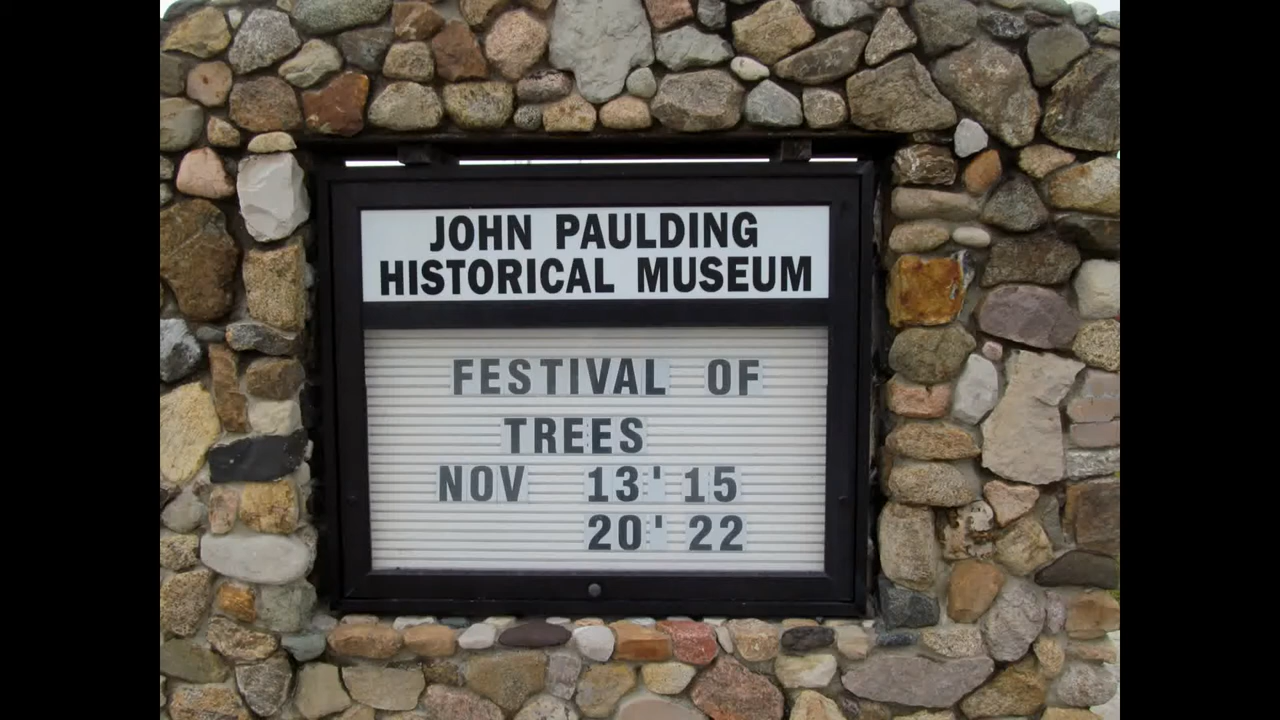 JOHN PAULDING
HISTORICAL MUSEUM
FESTIVAL OF
TREES
NOV 13' 15
20' 22